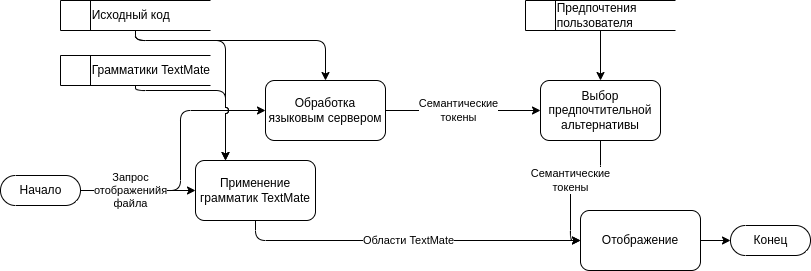 Исходный код
Предпочтения
пользователя
Грамматики TextMate
Обработка
языковым сервером
Семантические
токены
Выбор
предпочтительной
альтернативы
Начало
Запрос
отображенийя
файла
Применение
грамматик TextMate
Семантические
токены
Области TextMate
Отображение
Конец